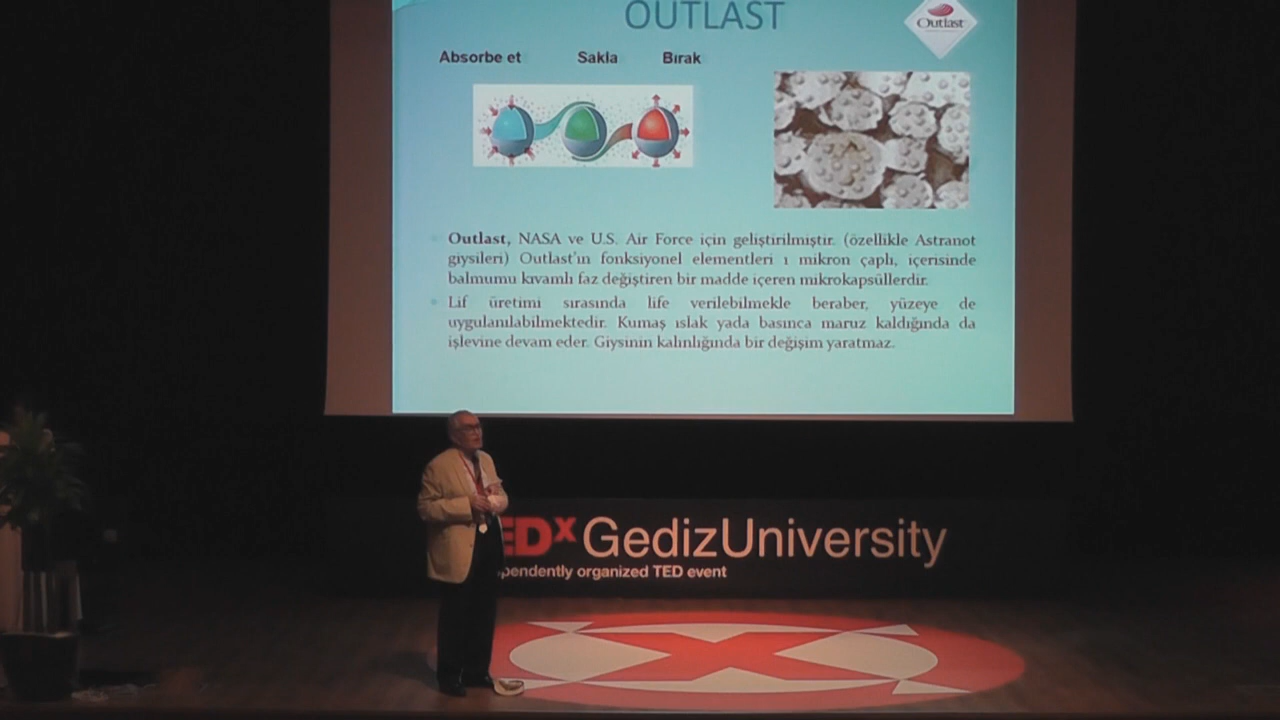 OUTLAST
Outlast
Absorbe et Sakla Bırak
Outlast, NASA ve U.S. Air Force için geliştirilmiştir. (özellikle Astranot
giysileri) Outlast'ın fonksiyonel elementleri 1 mikron çaplı, içerisinde
balmumu kıvamlı faz değiştiren bir madde içeren mikrokapsüllerdir.
Lif üretimi sırasında life verilebilmekle beraber, yüzeye de
uygulanılabilmektedir. Kumaş ıslak yada basınca maruz kaldığında da
işlevine devam eder. Giysinin kalınlığında bir değişim yaratmaz.
EDx GedizUniversity
pendently organized TED event